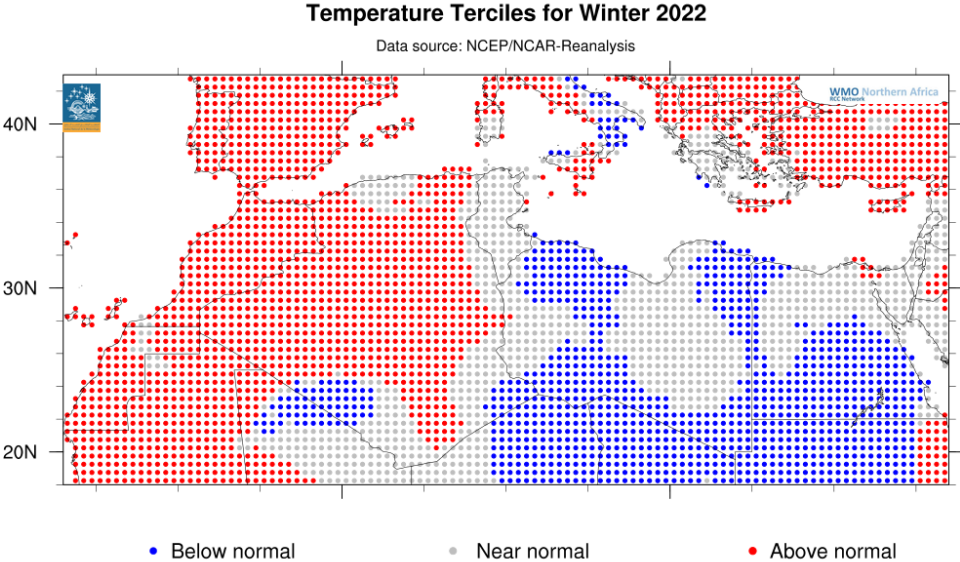 Temperature Terciles for Winter 2022
Data source: NCEP/NCAR-Reanalysis
WMO Northern Africa
RCC Network
40N
30N
20N
Below normal
Near normal
Above normal